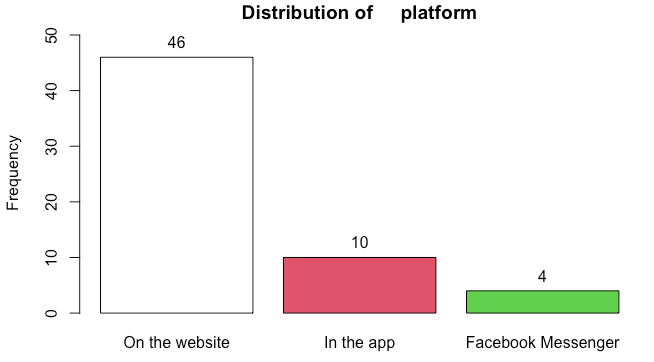 Distribution of platform
Frequency
50
40
30
20
10
0
46
10
4
On the website
In the app
Facebook Messenger